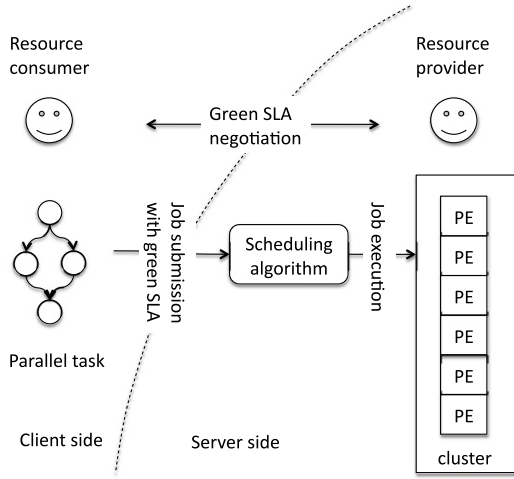 Resource
consumer
Resource
provider
Green SLA
negotiation
Job submission
with green SLA
Scheduling
algorithm
Job execution
PE
PE
PE
PE
PE
PE
Parallel task
Client side
Server side
cluster